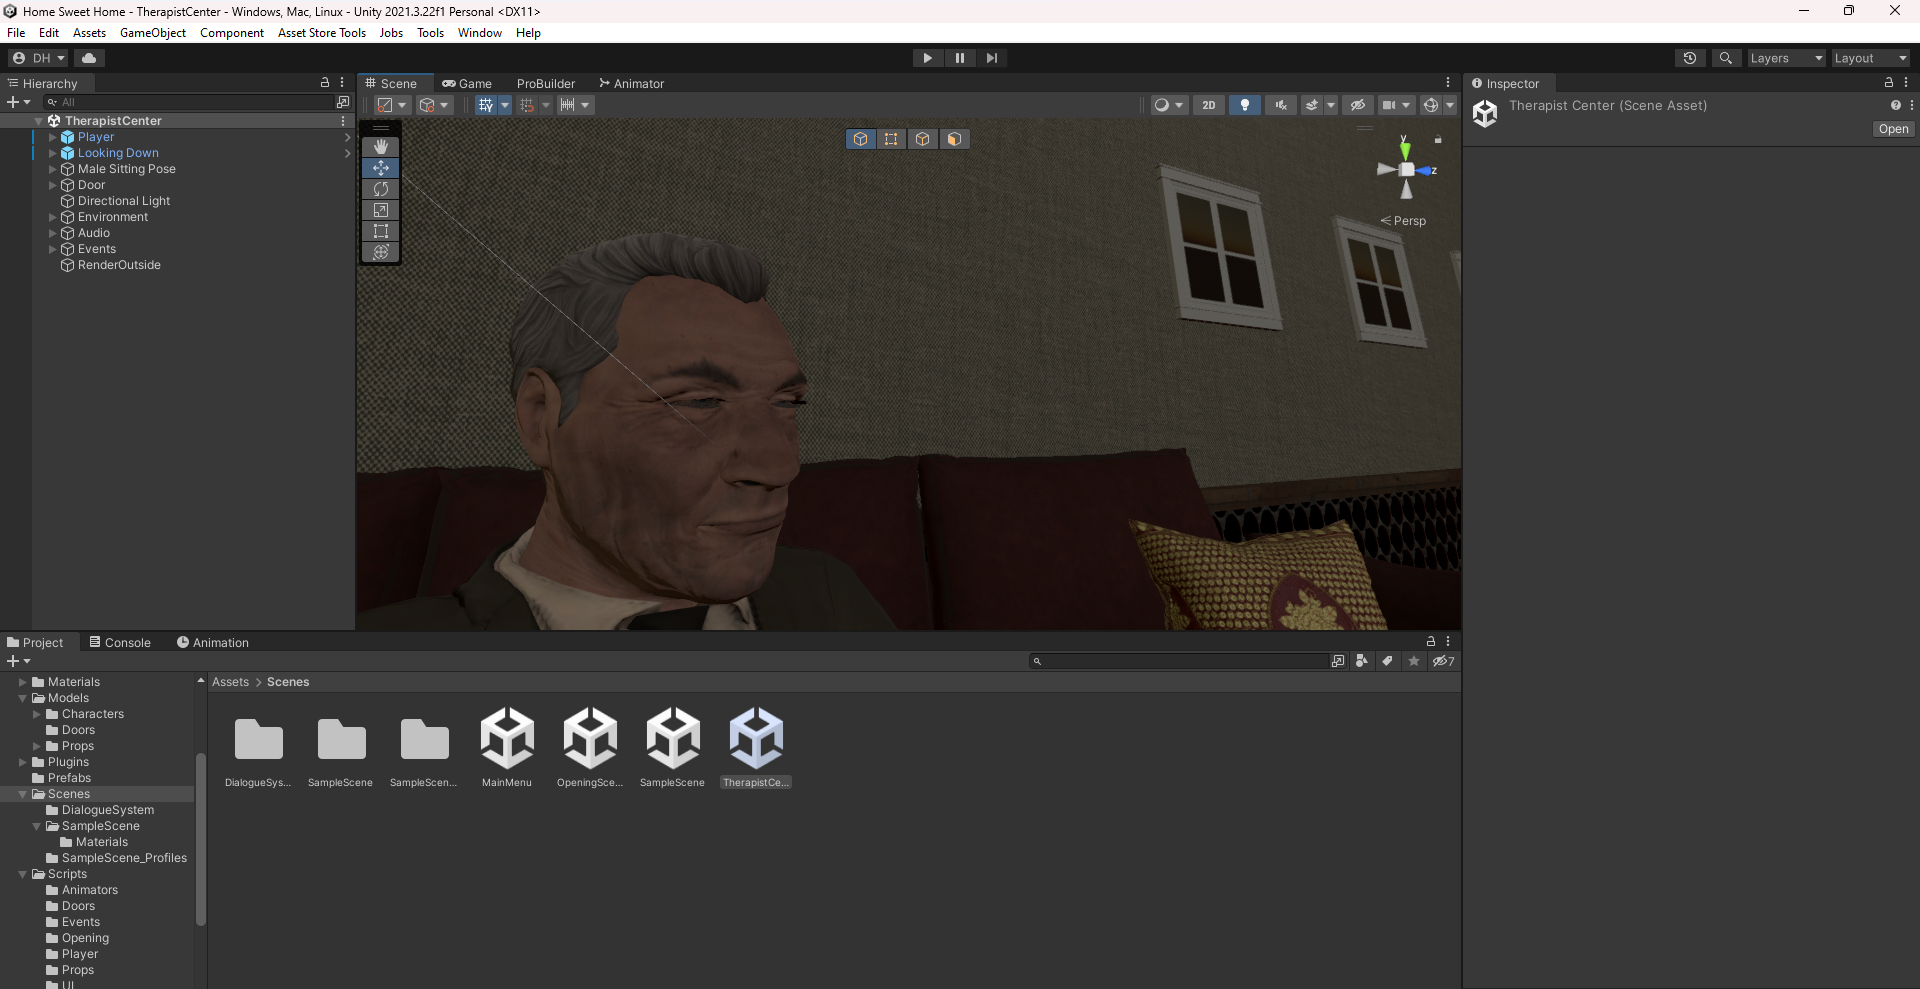 Home Sweet Home - TherapistCenter - Windows, Mac, Linux - Unity 2021.3.22f1 Personal <DX11>
File Edit Assets GameObject Component Asset Store Tools Jobs Tools Window Help
DH Layers Layout
Hierarchy
All
TherapistCenter
Player
Looking Down
Male Sitting Pose
Door
Directional Light
Environment
Audio
Events
RenderOutside
Scene Game ProBuilder Animator
2D
y
z
Persp
Inspector
Therapist Center (Scene Asset)
Open
Project Console Animation
7
Materials
Models
Characters
Doors
Props
Plugins
Prefabs
Scenes
DialogueSystem
SampleScene
Materials
SampleScene_Profiles
Scripts
Animators
Doors
Events
Opening
Player
Props
UI
Assets > Scenes
DialogueSys... SampleScene SampleScen... MainMenu OpeningSce... SampleScene TherapistCe...